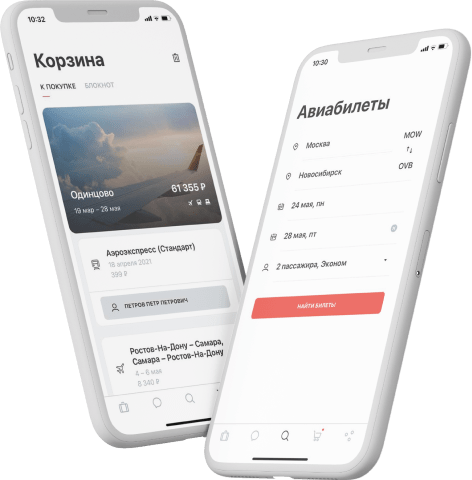 10:32
Корзина
К ПОКУПКЕ БЛОКНОТ
Одинцово
61 355 ₽
19 мар – 28 мая
Аэроэкспресс (Стандарт)
18 апреля 2021
399 ₽
ПЕТРОВ ПЕТР ПЕТРОВИЧ
Ростов-На-Дону – Самара,
Самара – Ростов-На-Дону
4 – 6 мая
8 340 ₽
10:30
Авиабилеты
Москва MOW
Новосибирск OVB
24 мая, пн
28 мая, пт
2 пассажира, Эконом
НАЙТИ БИЛЕТЫ